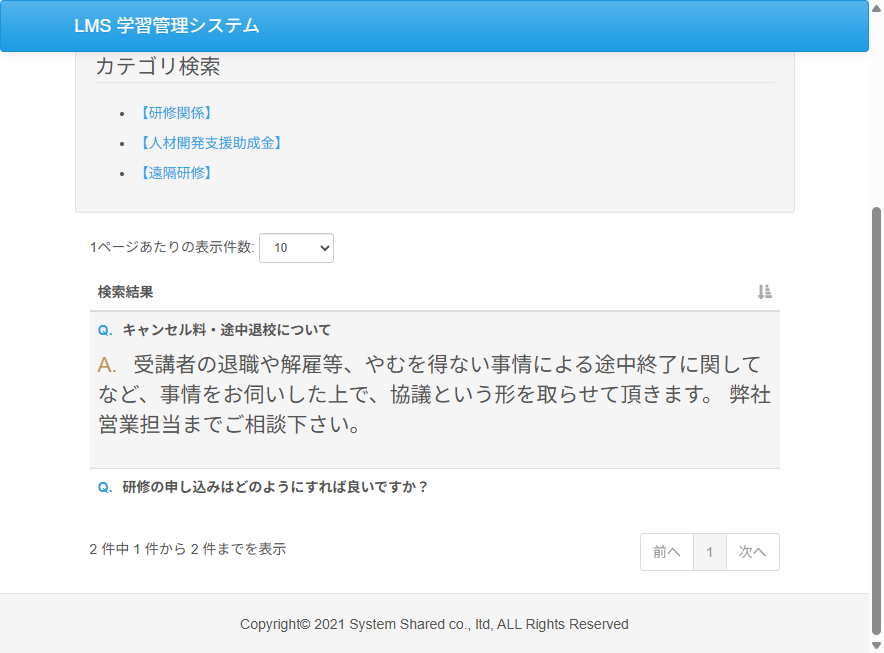 LMS 学習管理システム
カテゴリ検索
【研修関係】
【人材開発支援助成金】
【遠隔研修】
1ページあたりの表示件数: 10
検索結果
Q. キャンセル料・途中退校について
A. 受講者の退職や解雇等、やむを得ない事情による途中終了に関して
など、事情をお伺いした上で、協議という形を取らせて頂きます。 弊社
営業担当までご相談下さい。
Q. 研修の申し込みはどのようにすれば良いですか？
2 件中 1 件から 2 件までを表示
前へ 1 次へ
Copyright© 2021 System Shared co., ltd, ALL Rights Reserved